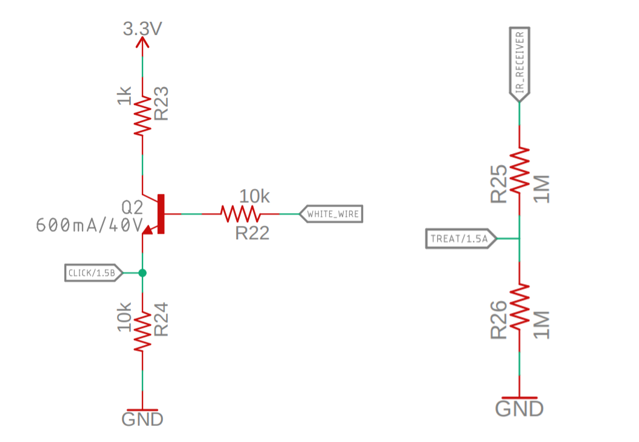 3.3V
1k
R23
Q2
600mA/40V
10k
R22
WHITE_WIRE
CLICK/1.5B
10k
R24
GND
IR_RECEIVER
R25
1M
TREAT/1.5A
R26
1M
GND